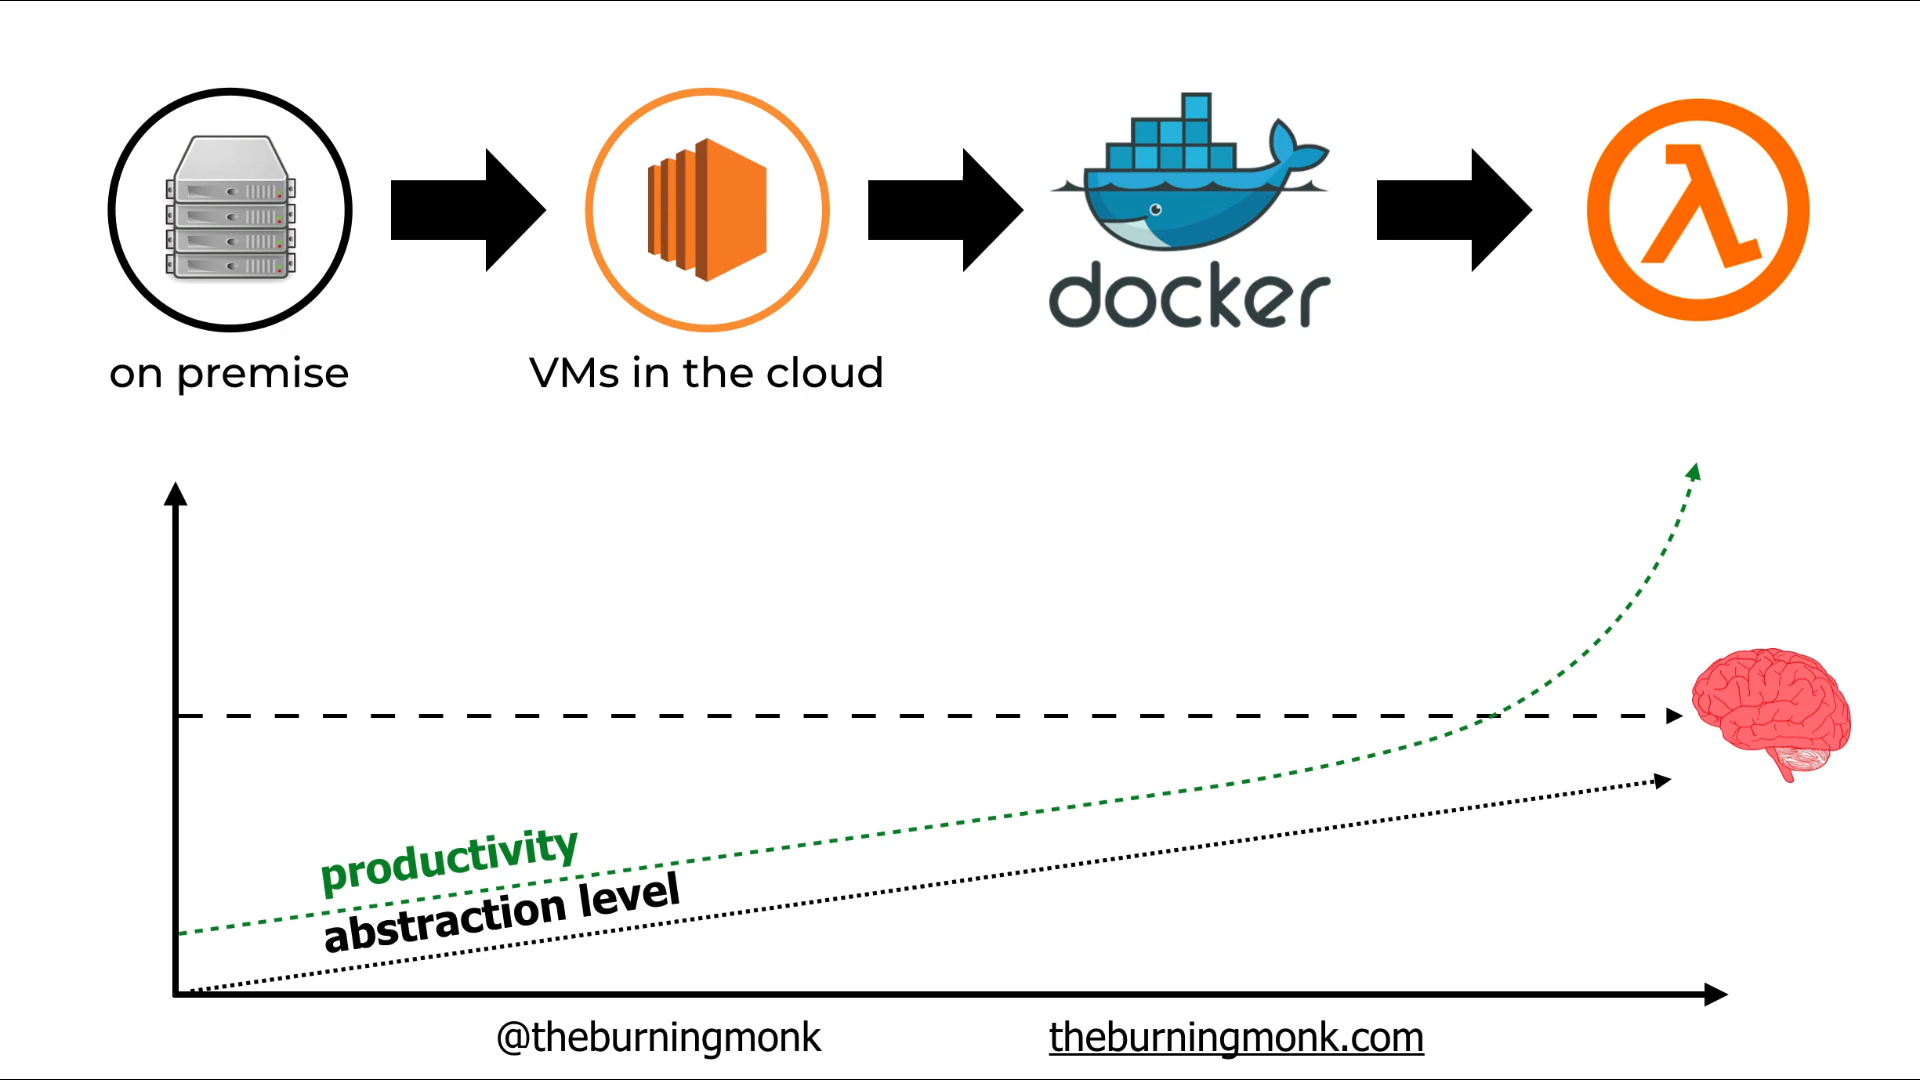 docker
on premise
VMs in the cloud
productivity
abstraction level
@theburningmonk
theburningmonk.com